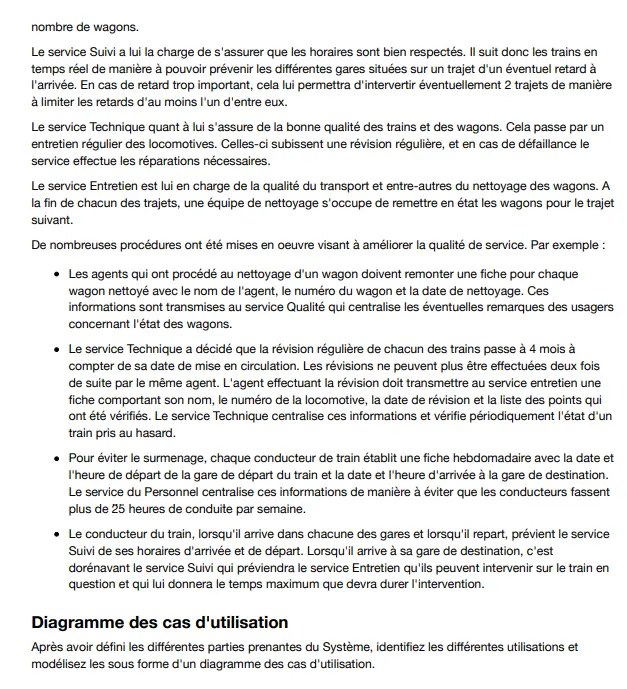 nombre de wagons.
Le service Suivi a lui la charge de s'assurer que les horaires sont bien respectés. Il suit donc les trains en
temps réel de manière à pouvoir prévenir les différentes gares situées sur un trajet d'un éventuel retard à
l'arrivée. En cas de retard trop important, cela lui permettra d'intervertir éventuellement 2 trajets de manière
à limiter les retards d'au moins l'un d'entre eux.
Le service Technique quant à lui s'assure de la bonne qualité des trains et des wagons. Cela passe par un
entretien régulier des locomotives. Celles-ci subissent une révision régulière, et en cas de défaillance le
service effectue les réparations nécessaires.
Le service Entretien est lui en charge de la qualité du transport et entre-autres du nettoyage des wagons. A
la fin de chacun des trajets, une équipe de nettoyage s'occupe de remettre en état les wagons pour le trajet
suivant.
De nombreuses procédures ont été mises en oeuvre visant à améliorer la qualité de service. Par exemple :
• Les agents qui ont procédé au nettoyage d'un wagon doivent remonter une fiche pour chaque
wagon nettoyé avec le nom de l'agent, le numéro du wagon et la date de nettoyage. Ces
informations sont transmises au service Qualité qui centralise les éventuelles remarques des usagers
concernant l'état des wagons.
• Le service Technique a décidé que la révision régulière de chacun des trains passe à 4 mois à
compter de sa date de mise en circulation. Les révisions ne peuvent plus être effectuées deux fois
de suite par le même agent. L'agent effectuant la révision doit transmettre au service entretien une
fiche comportant son nom, le numéro de la locomotive, la date de révision et la liste des points qui
ont été vérifiés. Le service Technique centralise ces informations et vérifie périodiquement l'état d'un
train pris au hasard.
• Pour éviter le surmenage, chaque conducteur de train établit une fiche hebdomadaire avec la date et
l'heure de départ de la gare de départ du train et la date et l'heure d'arrivée à la gare de destination.
Le service du Personnel centralise ces informations de manière à éviter que les conducteurs fassent
plus de 25 heures de conduite par semaine.
• Le conducteur du train, lorsqu'il arrive dans chacune des gares et lorsqu'il repart, prévient le service
Suivi de ses horaires d'arrivée et de départ. Lorsqu'il arrive à sa gare de destination, c'est
dorénavant le service Suivi qui préviendra le service Entretien qu'ils peuvent intervenir sur le train en
question et qui lui donnera le temps maximum que devra durer l'intervention.
Diagramme des cas d'utilisation
Après avoir défini les différentes parties prenantes du Système, identifiez les différentes utilisations et
modélisez les sous forme d'un diagramme des cas d'utilisation.